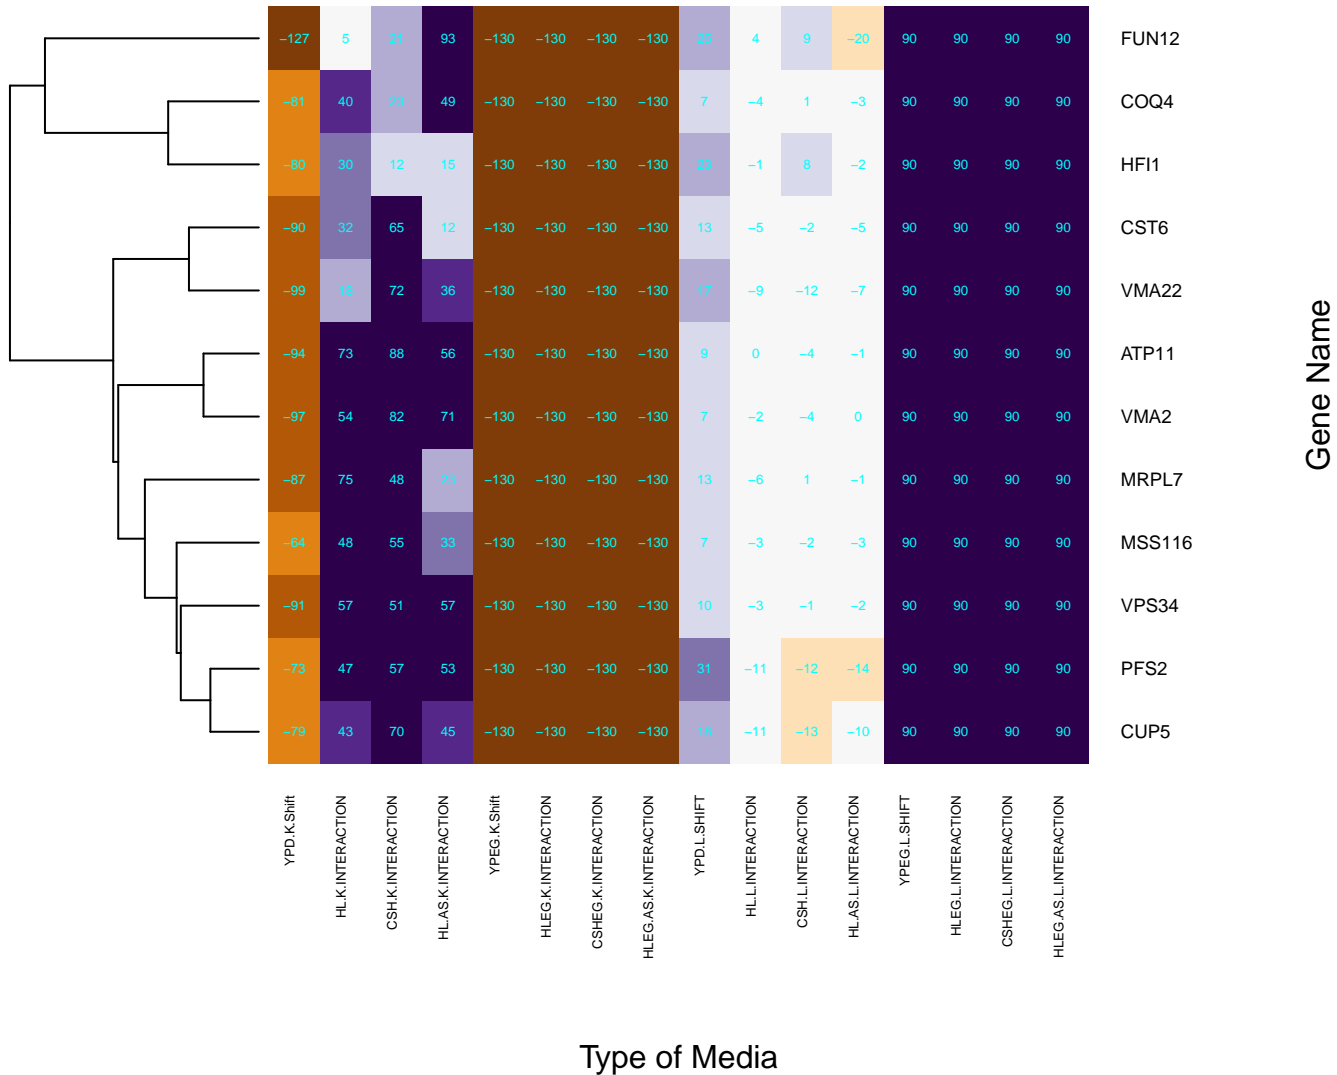 −127 5 21 93 −130 −130 −130 −130 25 4 9 −20 90 90 90 90 FUN12
−81 40 23 49 −130 −130 −130 −130 7 −4 1 −3 90 90 90 90 COQ4
−80 30 12 15 −130 −130 −130 −130 23 −1 8 −2 90 90 90 90 HFI1
−90 32 65 12 −130 −130 −130 −130 13 −5 −2 −5 90 90 90 90 CST6
−99 72 36 −130 −130 −130 −130 17 −9 −12 −7 90 90 90 90 VMA22
−94 73 88 56 −130 −130 −130 −130 9 0 −4 −1 90 90 90 90 ATP11
−97 54 82 71 −130 −130 −130 −130 7 −2 −4 0 90 90 90 90 VMA2
−87 75 48 −130 −130 −130 −130 13 −6 1 −1 90 90 90 90 MRPL7
−64 48 55 33 −130 −130 −130 −130 7 −3 −2 −3 90 90 90 90 MSS116
−91 57 51 57 −130 −130 −130 −130 10 −3 −1 −2 90 90 90 90 VPS34
−73 47 57 53 −130 −130 −130 −130 31 −11 −12 −14 90 90 90 90 PFS2
−79 43 70 45 −130 −130 −130 −130 −11 −13 −10 90 90 90 90 CUP5
Gene Name
YPD.K.Shift
HL.K.INTERACTION
CSH.K.INTERACTION
HL.AS.K.INTERACTION
YPEG.K.Shift
HLEG.K.INTERACTION
CSHEG.K.INTERACTION
HLEG.AS.K.INTERACTION
YPD.L.SHIFT
HL.L.INTERACTION
CSH.L.INTERACTION
HL.AS.L.INTERACTION
YPEG.L.SHIFT
HLEG.L.INTERACTION
CSHEG.L.INTERACTION
HLEG.AS.L.INTERACTION
Type of Media